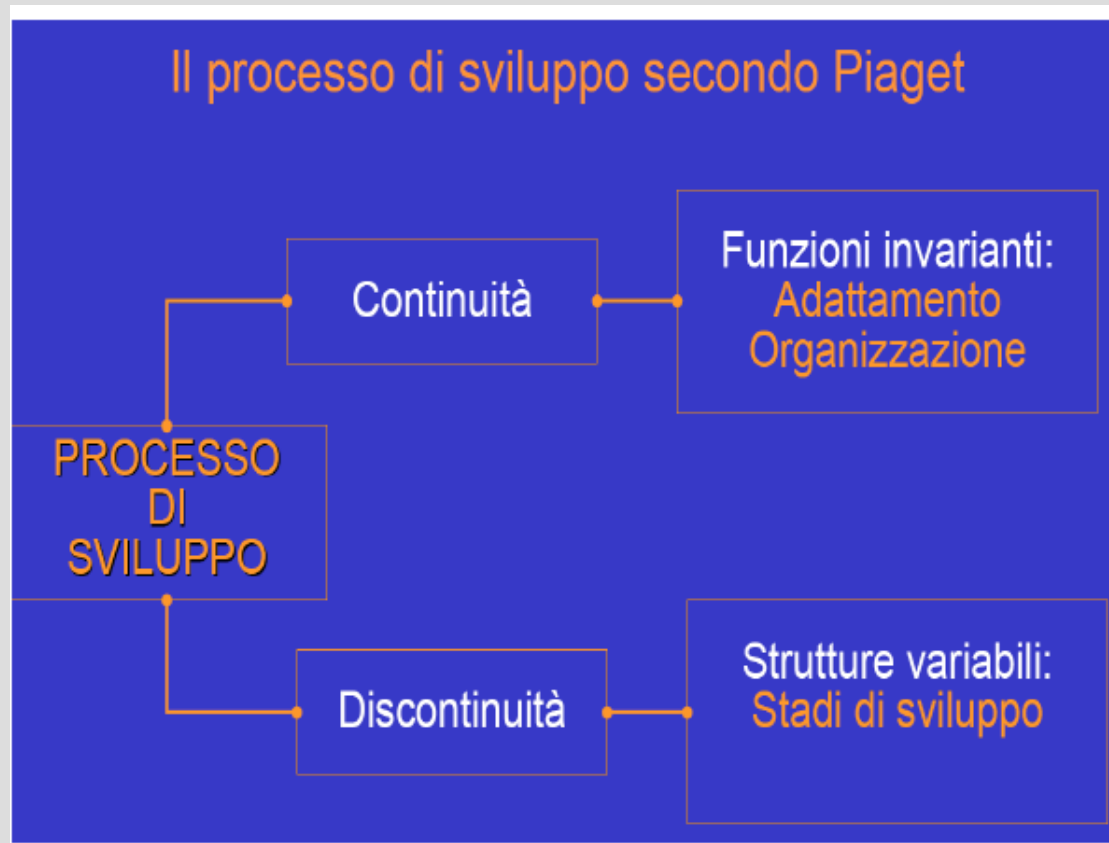 Il processo di sviluppo secondo Piaget
Continuità
Funzioni invarianti:
Adattamento
Organizzazione
PROCESSO
DI
SVILUPPO
Discontinuità
Strutture variabili:
Stadi di sviluppo